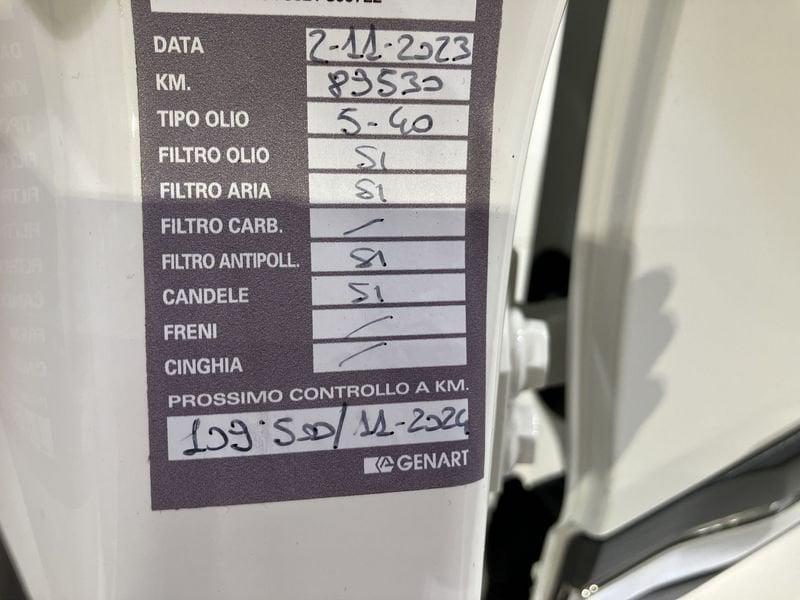 DATA 2-11-2023
KM. 89530
TIPO OLIO 5-40
FILTRO OLIO SI
FILTRO ARIA SI
FILTRO CARB. /
FILTRO ANTIPOLL. SI
CANDELE SI
FRENI /
CINGHIA /
PROSSIMO CONTROLLO A KM.
109.500/11-2024
GENART